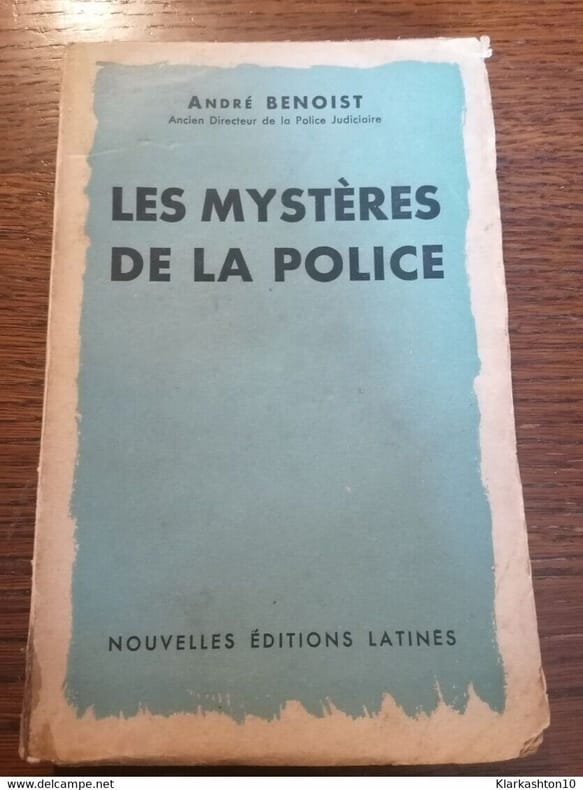 ANDRÉ BENOIST
Ancien Directeur de la Police Judiciaire
LES MYSTÈRES
DE LA POLICE
NOUVELLES ÉDITIONS LATINES
www.delcampe.net
Klarkashton10